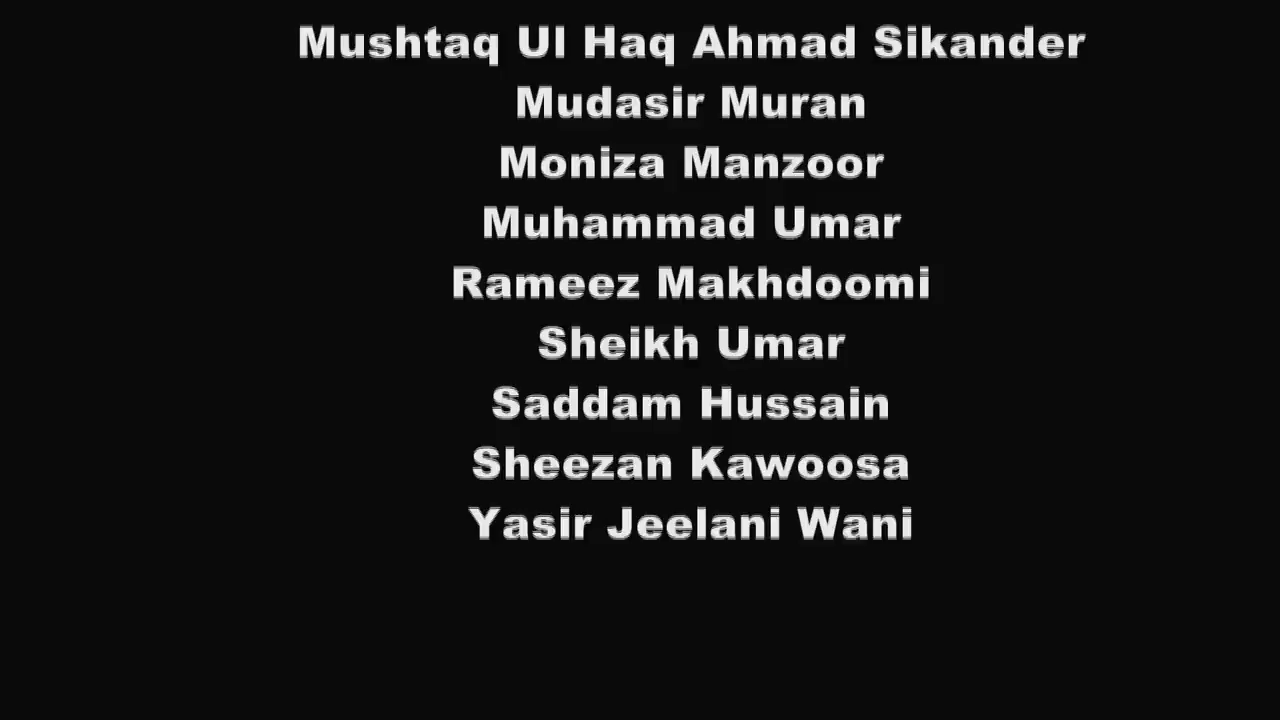 Mushtaq Ul Haq Ahmad Sikander
Mudasir Muran
Moniza Manzoor
Muhammad Umar
Rameez Makhdoomi
Sheikh Umar
Saddam Hussain
Sheezan Kawoosa
Yasir Jeelani Wani